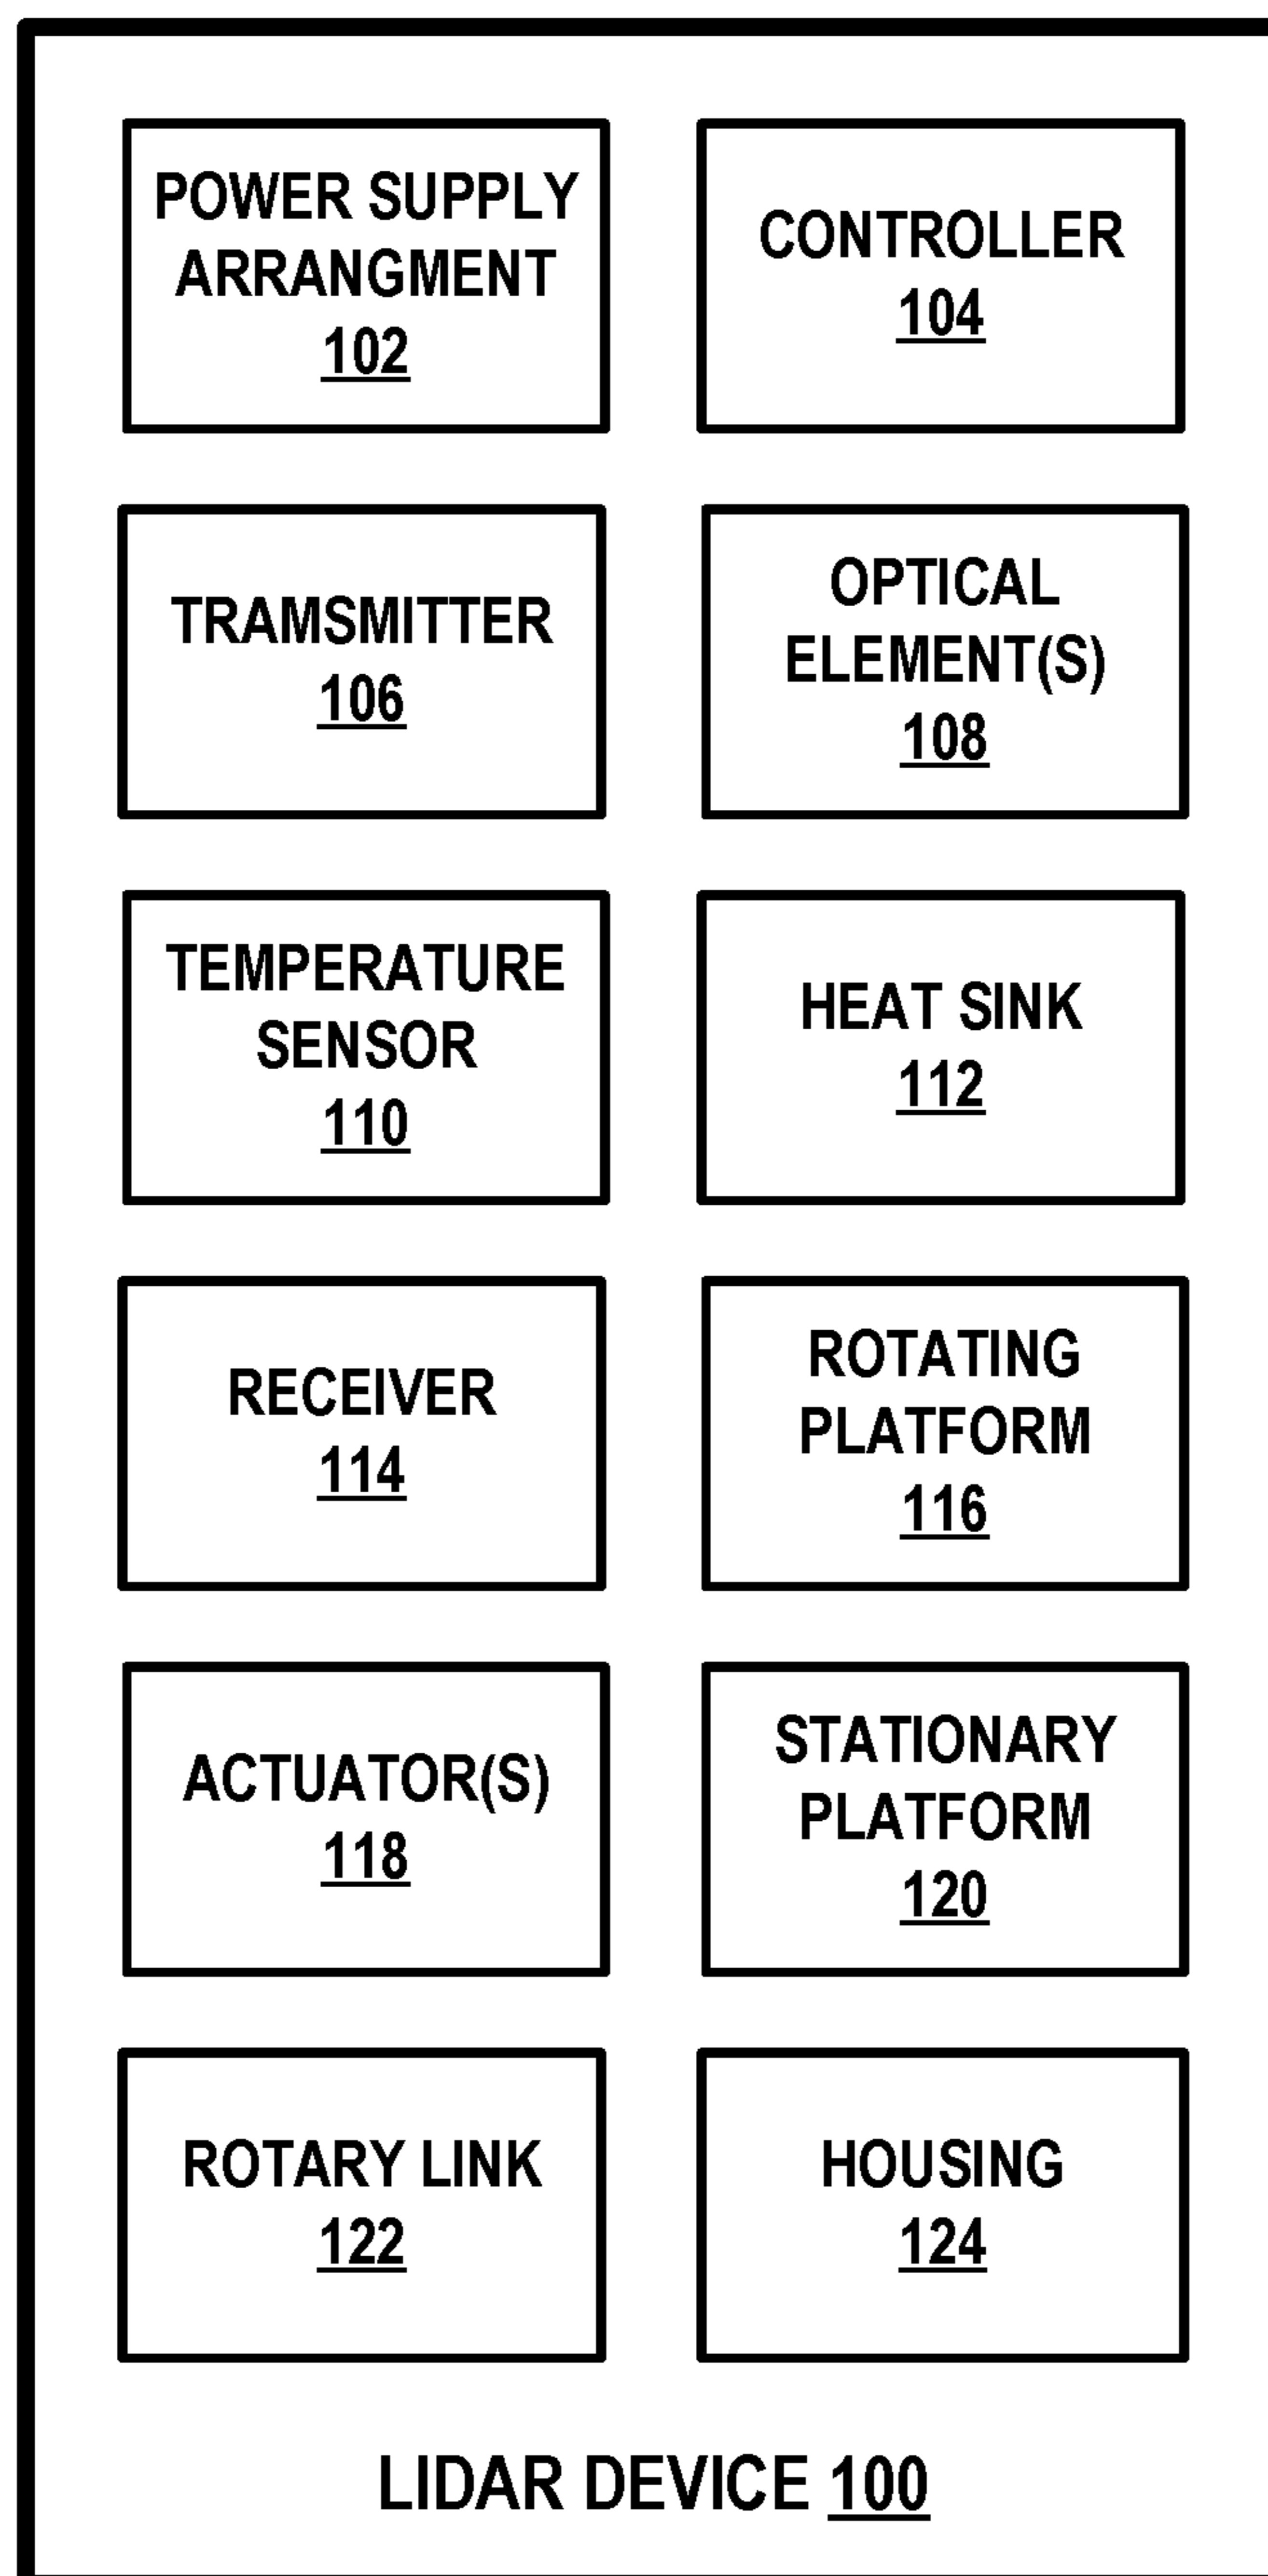 POWER SUPPLY
ARRANGMENT
102
CONTROLLER
104
TRAMSMITTER
106
OPTICAL
ELEMENT(S)
108
TEMPERATURE
SENSOR
110
HEAT SINK
112
RECEIVER
114
ROTATING
PLATFORM
116
ACTUATOR(S)
118
STATIONARY
PLATFORM
120
ROTARY LINK
122
HOUSING
124
LIDAR DEVICE 100